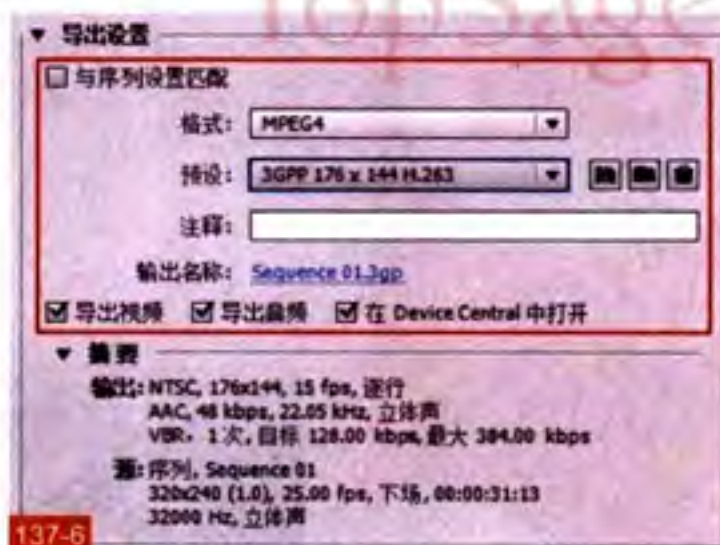 ▼ 导出设置
与序列设置匹配
格式: MPEG4
预设: 3GPP 176 x 144 H.263
注释:
输出名称: Sequence 01.3gp
导出视频 导出音频 在 Device Central 中打开
▼ 摘要
输出: NTSC, 176x144, 15 fps, 逐行
AAC, 48 kbps, 22.05 kHz, 立体声
VBR, 1次, 目标 128.00 kbps, 最大 384.00 kbps
源: 序列, Sequence 01
320x240 (1.0), 25.00 fps, 下场, 00:00:31:13
32000 Hz, 立体声
137-6